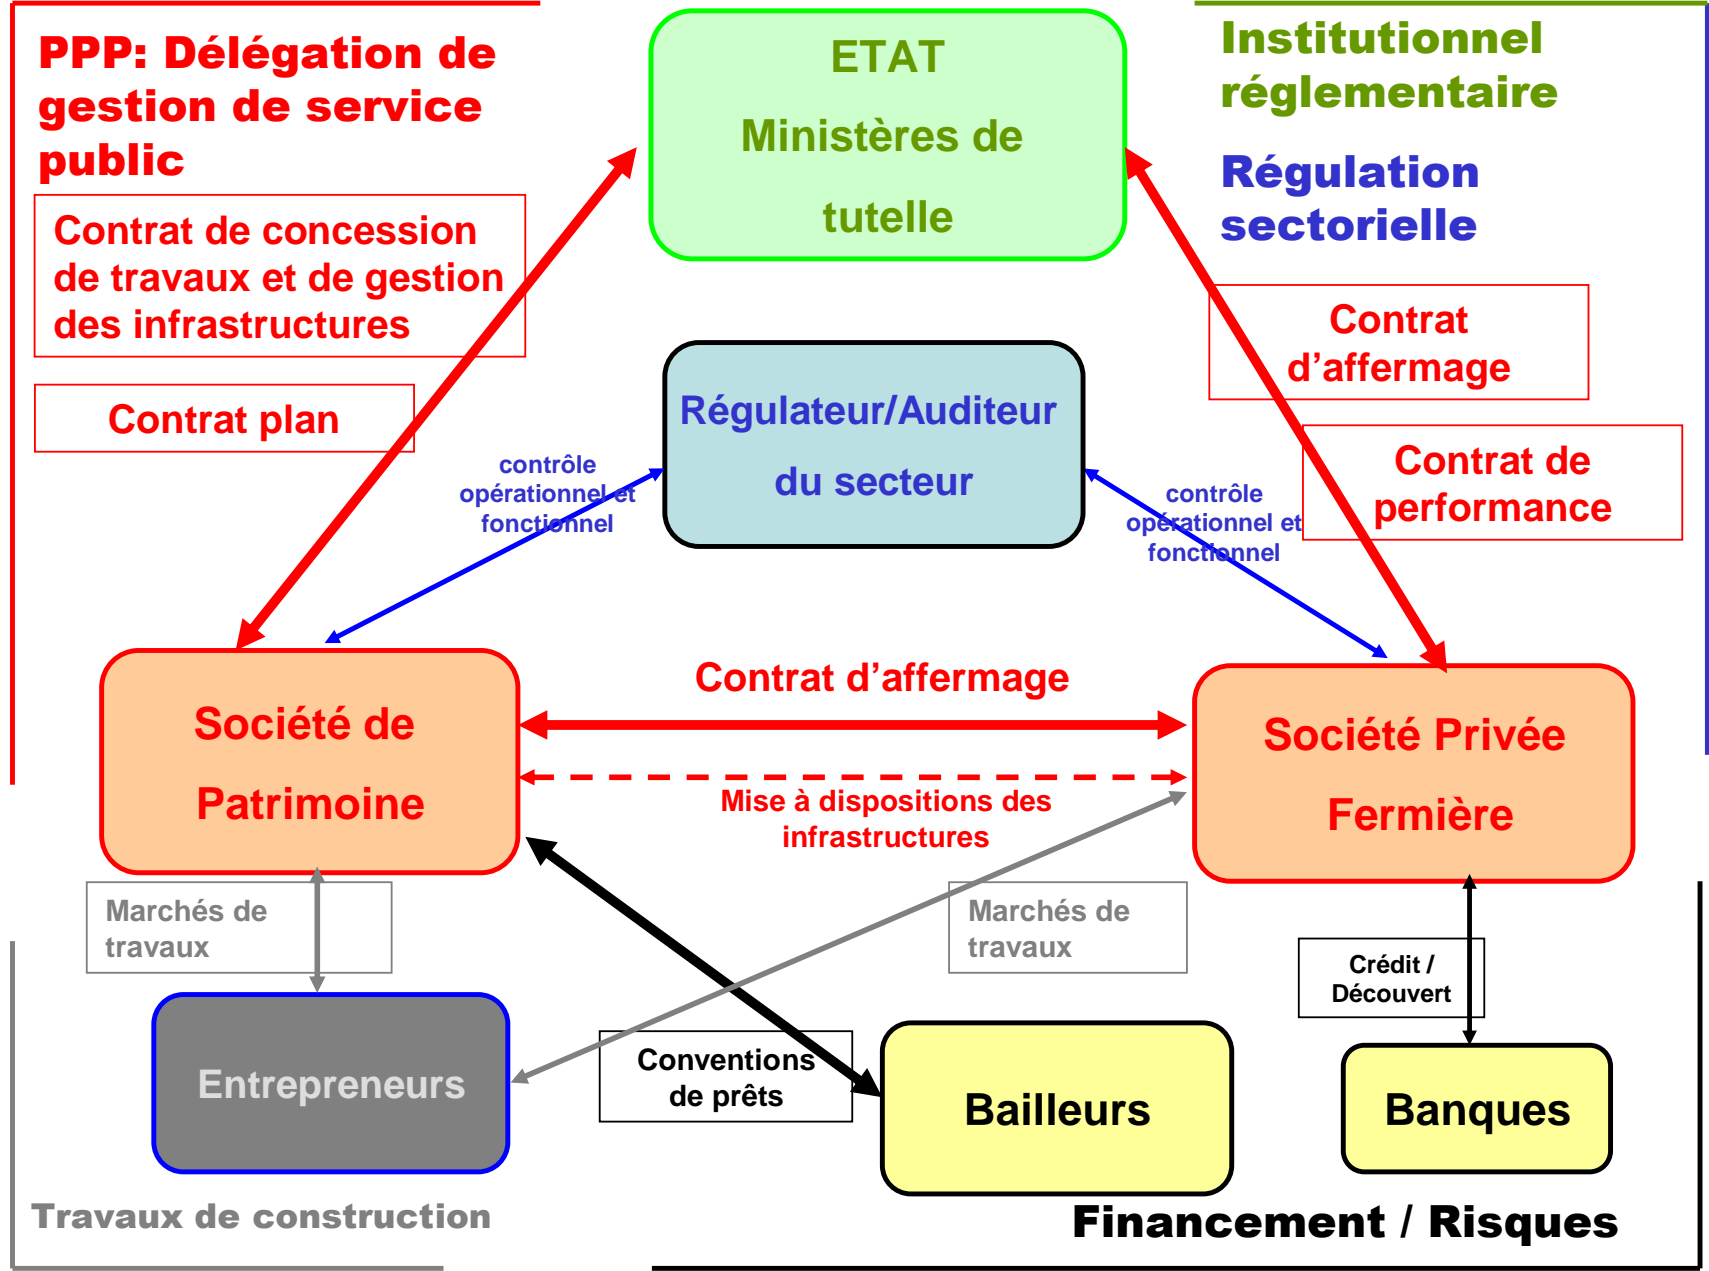 PPP: Délégation de
gestion de service
public
ETAT
Ministères de
tutelle
Institutionnel
réglementaire
Régulation
sectorielle
Contrat de concession
de travaux et de gestion
des infrastructures
Contrat plan
Contrat
d’affermage
Régulateur/Auditeur
du secteur
Contrat de
performance
contrôle
opérationnel et
fonctionnel
contrôle
opérationnel et
fonctionnel
Société de
Patrimoine
Contrat d’affermage
Mise à dispositions des
infrastructures
Société Privée
Fermière
Marchés de
travaux
Marchés de
travaux
Crédit /
Découvert
Entrepreneurs
Conventions
de prêts
Bailleurs
Banques
Travaux de construction
Financement / Risques